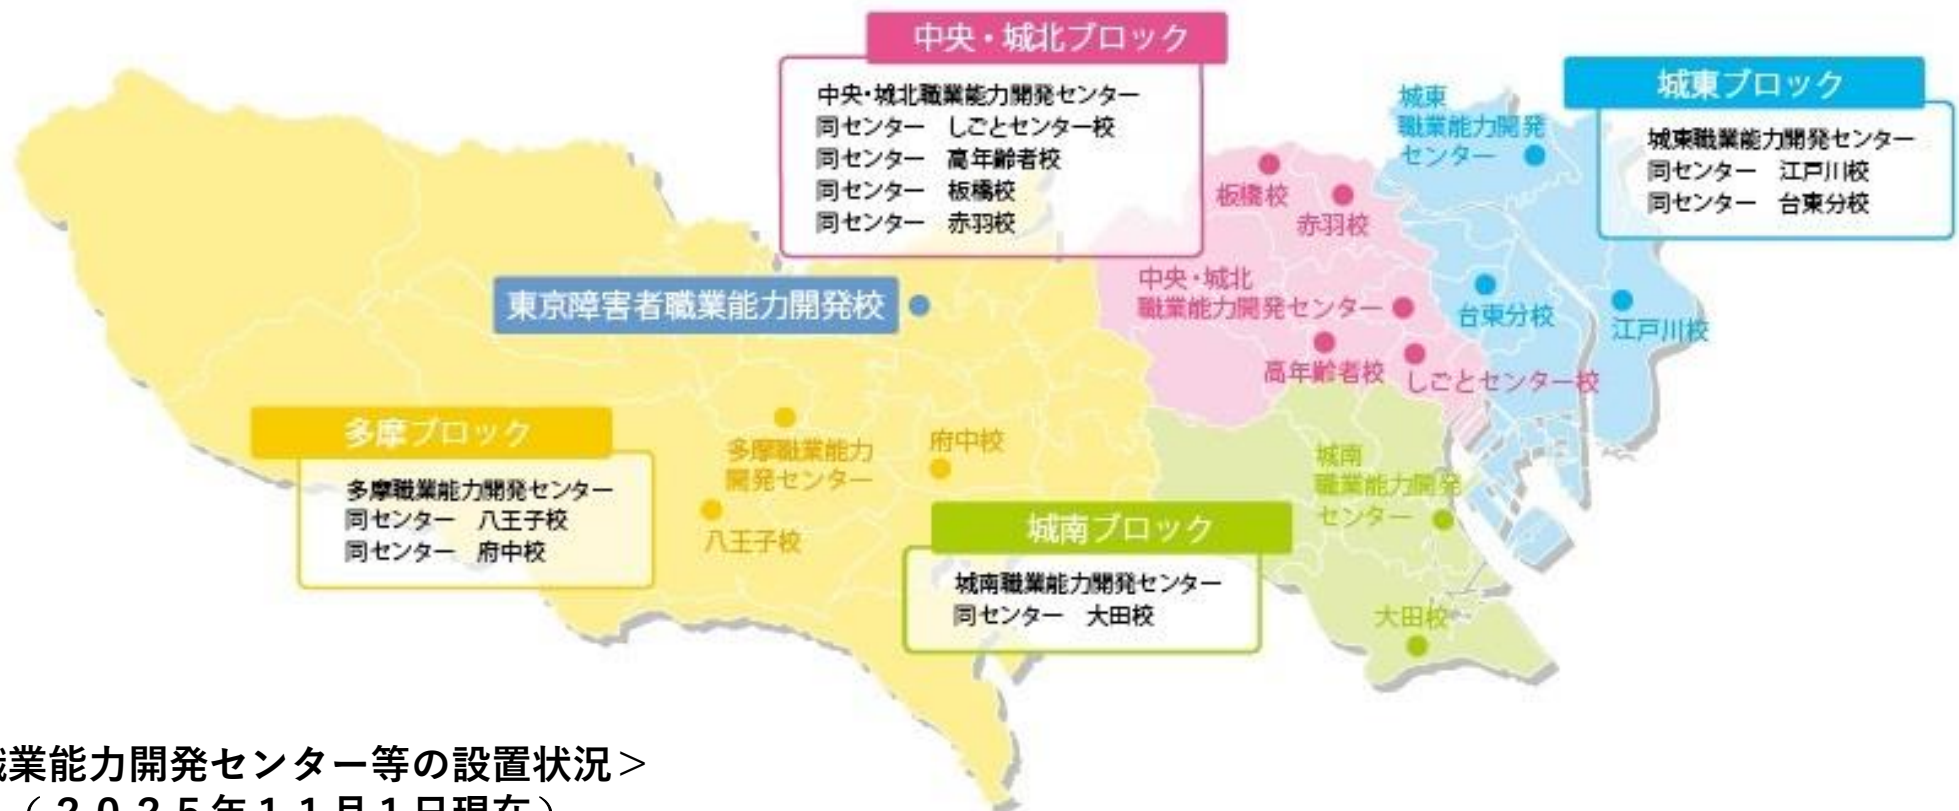 中央・城北ブロック
中央・城北職業能力開発センター
同センター　しごとセンター校
同センター　高年齢者校
同センター　板橋校
同センター　赤羽校
城東ブロック
城東職業能力開発センター
同センター　江戸川校
同センター　台東分校
城東
職業能力開発
センター
板橋校
赤羽校
中央・城北
職業能力開発センター
台東分校
江戸川校
高年齢者校
しごとセンター校
東京障害者職業能力開発校
多摩ブロック
多摩職業能力開発センター
同センター　八王子校
同センター　府中校
多摩職業能力
開発センター
府中校
八王子校
城南ブロック
城南職業能力開発センター
同センター　大田校
城南
職業能力開発
センター
大田校
職業能力開発センター等の設置状況＞
（２０２５年１１月１日現在）